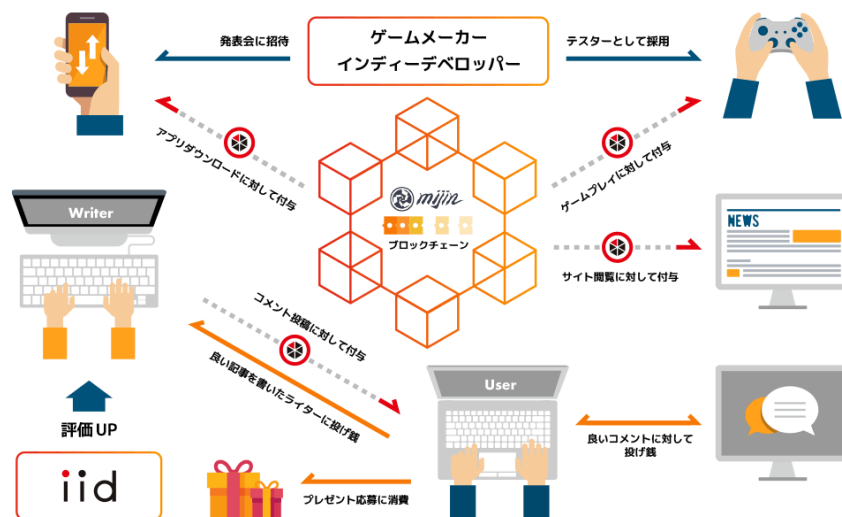 発表会に招待
ゲームメーカー
インディーデベロッパー
テスターとして採用
アプリダウンロードに対して付与
ゲームプレイに対して付与
mijin
ブロックチェーン
Writer
NEWS
サイト閲覧に対して付与
コメント投稿に対して付与
良い記事を書いたライターに投げ銭
User
評価UP
良いコメントに対して
投げ銭
iid
プレゼント応募に消費